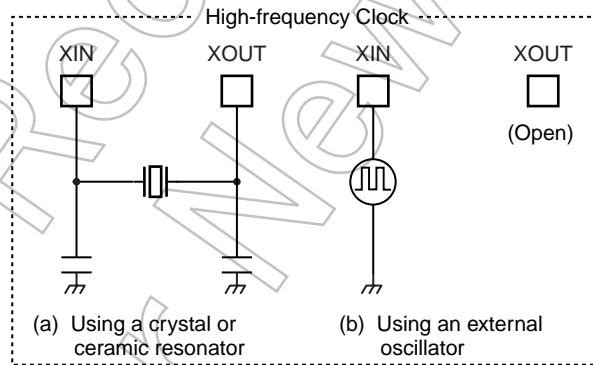 High-frequency Clock
XIN XOUT XIN XOUT
(Open)
(a) Using a crystal or
ceramic resonator
(b) Using an external
oscillator